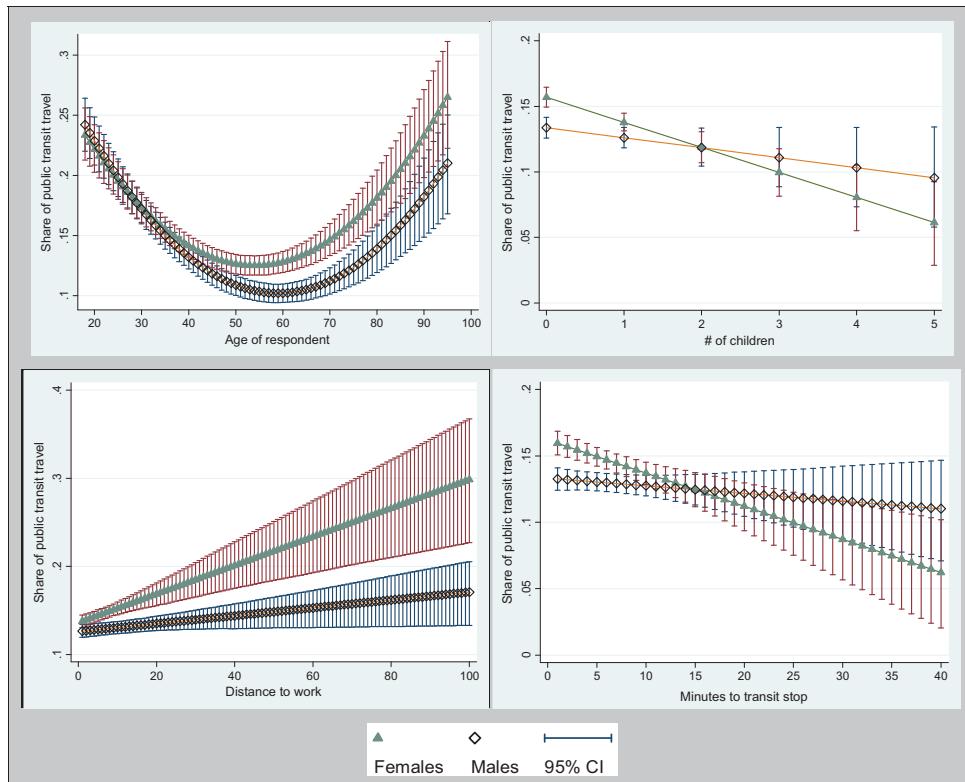 Share of public transit travel
.3
.25
.2
.15
.1
20 30 40 50 60 70 80 90 100
Age of respondent
Share of public transit travel
.2
.15
.1
.05
0
0 1 2 3 4 5
# of children
Share of public transit travel
.4
.3
.2
.1
0 20 40 60 80 100
Distance to work
Share of public transit travel
.2
.15
.1
.05
0
0 5 10 15 20 25 30 35 40
Minutes to transit stop
Females Males 95% CI